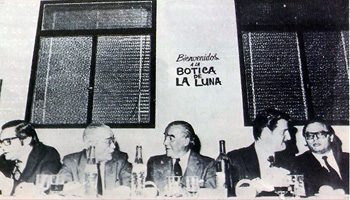 Bienvenidos
A LA
BOTICA
DE
LA LUNA